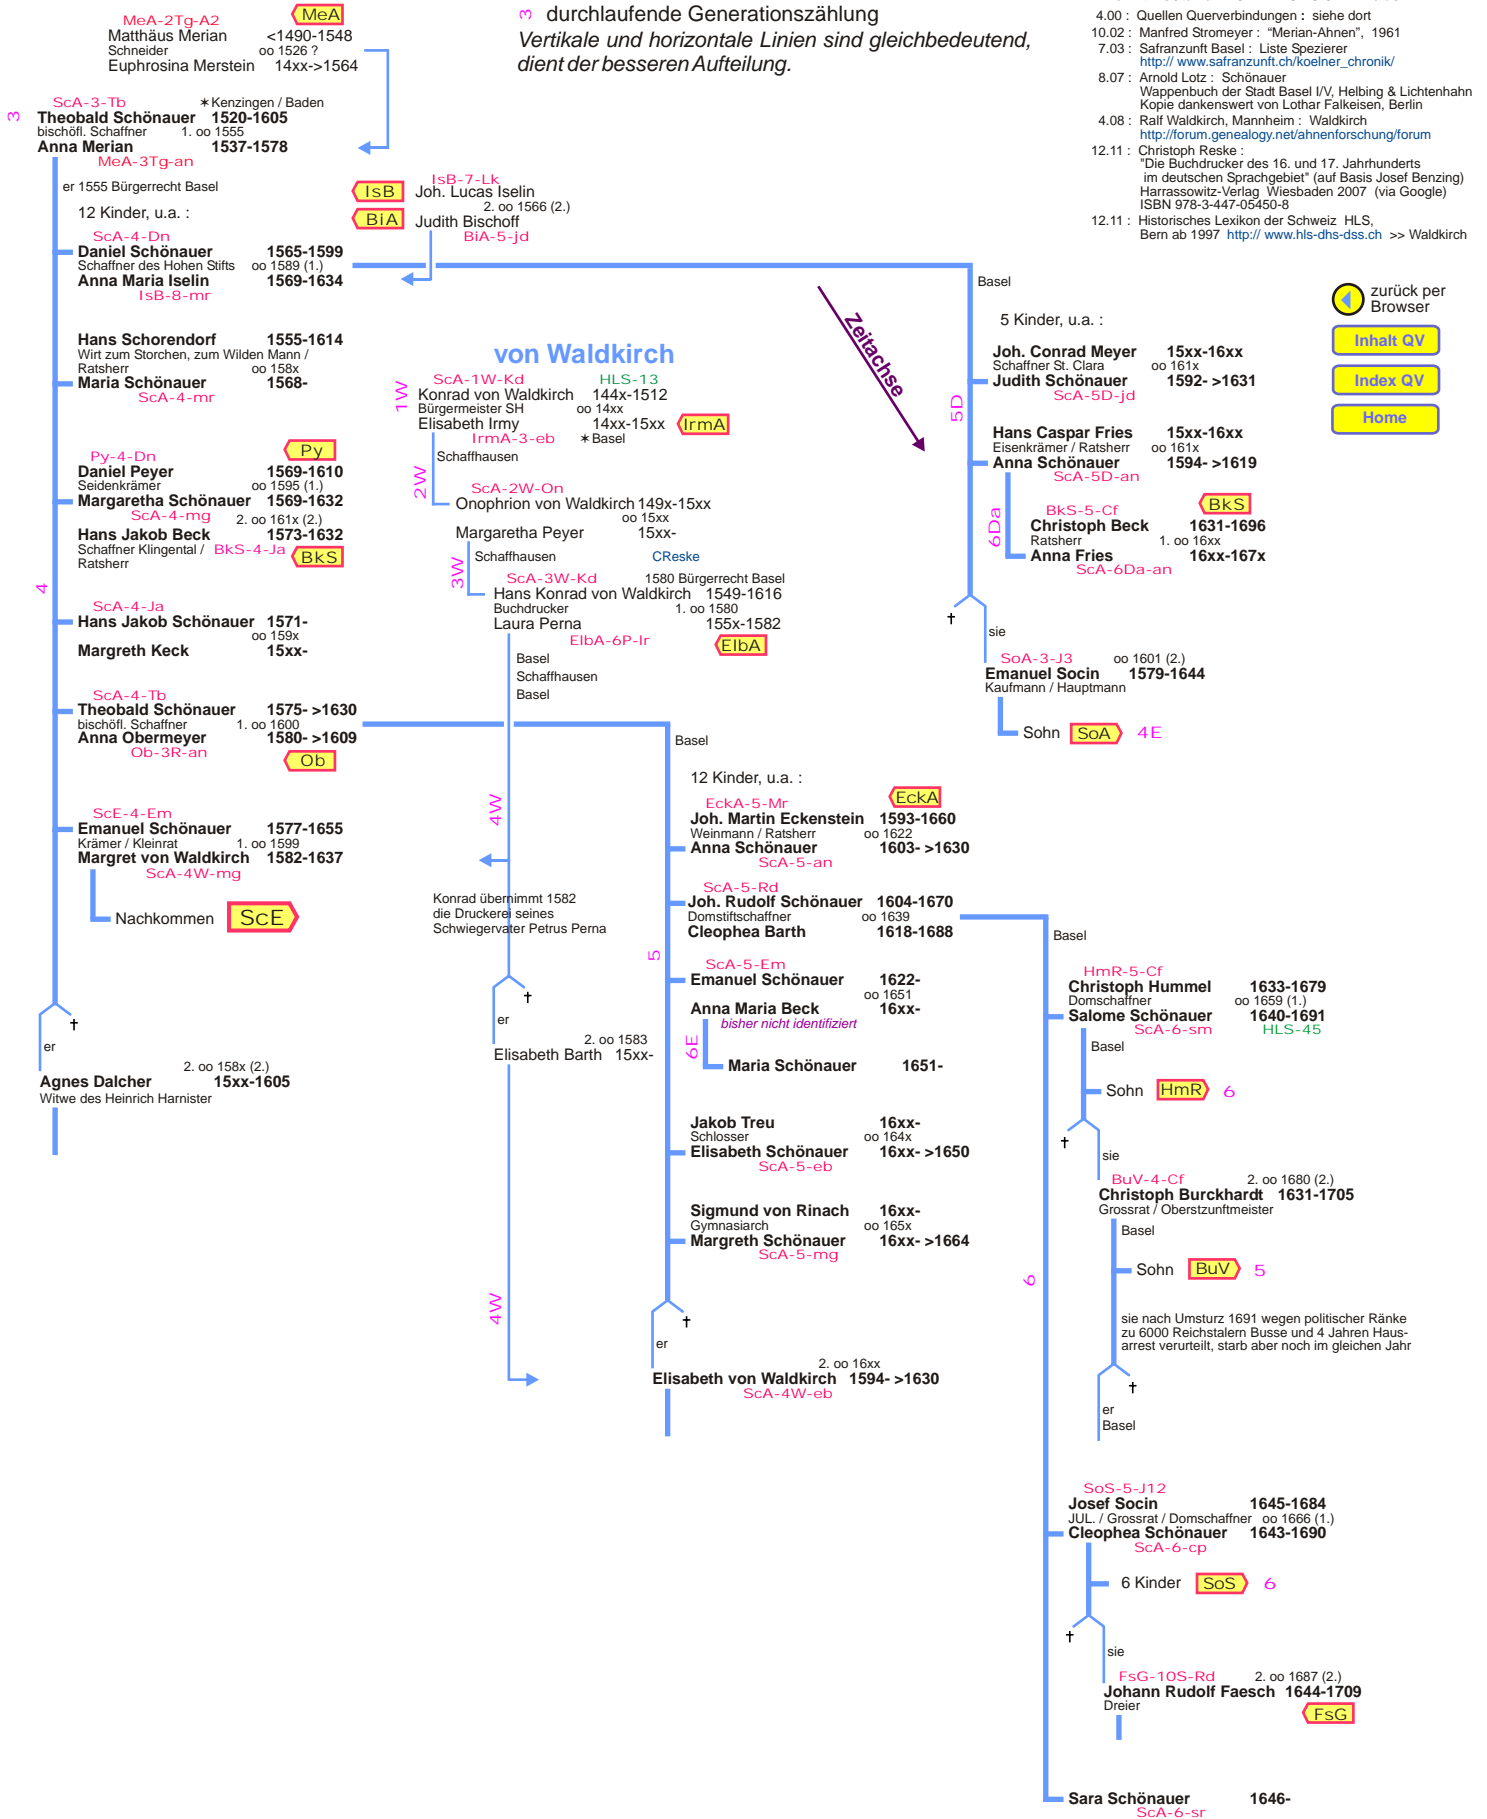 MeA-2Tg-A2
MeA
Matthäus Merian <1490-1548
Schneider oo 1526 ?
Euphrosina Merstein 14xx->1564
3 durchlaufende Generationszählung
Vertikale und horizontale Linien sind gleichbedeutend,
dient der besseren Aufteilung.
4.00 : Quellen Querverbindungen : siehe dort
10.02 : Manfred Stromeyer : “Merian-Ahnen”, 1961
7.03 : Safranzunft Basel : Liste Spezierer
http:// www.safranzunft.ch/koelner_chronik/
8.07 : Arnold Lotz : Schönauer
Wappenbuch der Stadt Basel I/V, Helbing & Lichtenhahn
Kopie dankenswert von Lothar Falkeisen, Berlin
4.08 : Ralf Waldkirch, Mannheim : Waldkirch
http://forum.genealogy.net/ahnenforschung/forum
12.11 : Christoph Reske :
"Die Buchdrucker des 16. und 17. Jahrhunderts
im deutschen Sprachgebiet" (auf Basis Josef Benzing)
Harrassowitz-Verlag Wiesbaden 2007 (via Google)
ISBN 978-3-447-05450-8
12.11 : Historisches Lexikon der Schweiz HLS,
Bern ab 1997 http:// www.hls-dhs-dss.ch >> Waldkirch
zurück per
Browser
Inhalt QV
Index QV
Home
3
ScA-3-Tb ✶Kenzingen / Baden
Theobald Schönauer 1520-1605
bischöfl. Schaffner 1. oo 1555
Anna Merian 1537-1578
MeA-3Tg-an
er 1555 Bürgerrecht Basel
12 Kinder, u.a. :
IsB
IsB-7-Lk
Joh. Lucas Iselin
2. oo 1566 (2.)
BiA
Judith Bischoff
BiA-5-jd
ScA-4-Dn
Daniel Schönauer 1565-1599
Schaffner des Hohen Stifts oo 1589 (1.)
Anna Maria Iselin 1569-1634
IsB-8-mr
Hans Schorendorf 1555-1614
Wirt zum Storchen, zum Wilden Mann /
Ratsherr oo 158x
Maria Schönauer 1568-
ScA-4-mr
Py-4-Dn
Py
Daniel Peyer 1569-1610
Seidenkrämer oo 1595 (1.)
Margaretha Schönauer 1569-1632
ScA-4-mg
2. oo 161x (2.)
Hans Jakob Beck 1573-1632
Schaffner Klingental / BkS-4-Ja
Ratsherr
BkS
4
ScA-4-Ja
Hans Jakob Schönauer 1571-
oo 159x
Margreth Keck 15xx-
ScA-4-Tb
Theobald Schönauer 1575- >1630
bischöfl. Schaffner 1. oo 1600
Anna Obermeyer 1580- >1609
Ob-3R-an
Ob
ScE-4-Em
Emanuel Schönauer 1577-1655
Krämer / Kleinrat 1. oo 1599
Margret von Waldkirch 1582-1637
ScA-4W-mg
Nachkommen ScE
†
er
2. oo 158x (2.)
Agnes Dalcher 15xx-1605
Witwe des Heinrich Harnister
von Waldkirch
1W
ScA-1W-Kd HLS-13
Konrad von Waldkirch 144x-1512
Bürgermeister SH oo 14xx
Elisabeth Irmy 14xx-15xx IrmA
IrmA-3-eb ✶Basel
Schaffhausen
2W
ScA-2W-On
Onophrion von Waldkirch 149x-15xx
oo 15xx
Margaretha Peyer 15xx-
Schaffhausen CReske
3W
ScA-3W-Kd 1580 Bürgerrecht Basel
Hans Konrad von Waldkirch 1549-1616
Buchdrucker 1. oo 1580
Laura Perna 155x-1582
ElbA-6P-lr
ElbA
Basel
Schaffhausen
Basel
4W
Konrad übernimmt 1582
die Druckerei seines
Schwiegervater Petrus Perna
†
er
2. oo 1583
Elisabeth Barth 15xx-
4W
Zeitachse
Basel
5 Kinder, u.a. :
5D
Joh. Conrad Meyer 15xx-16xx
Schaffner St. Clara oo 161x
Judith Schönauer 1592- >1631
ScA-5D-jd
Hans Caspar Fries 15xx-16xx
Eisenkrämer / Ratsherr oo 161x
Anna Schönauer 1594- >1619
ScA-5D-an
6Da
BkS-5-Cf
BkS
Christoph Beck 1631-1696
Ratsherr 1. oo 16xx
Anna Fries 16xx-167x
ScA-6Da-an
†
sie
SoA-3-J3 oo 1601 (2.)
Emanuel Socin 1579-1644
Kaufmann / Hauptmann
Sohn SoA 4E
Basel
12 Kinder, u.a. :
EckA-5-Mr
EckA
Joh. Martin Eckenstein 1593-1660
Weinmann / Ratsherr oo 1622
Anna Schönauer 1603- >1630
ScA-5-an
ScA-5-Rd
Joh. Rudolf Schönauer 1604-1670
Domstiftschaffner oo 1639
Cleophea Barth 1618-1688
5
ScA-5-Em
Emanuel Schönauer 1622-
oo 1651
Anna Maria Beck 16xx-
bisher nicht identifiziert
6E
Maria Schönauer 1651-
Jakob Treu 16xx-
Schlosser oo 164x
Elisabeth Schönauer 16xx- >1650
ScA-5-eb
Sigmund von Rinach 16xx-
Gymnasiarch oo 165x
Margreth Schönauer 16xx- >1664
ScA-5-mg
†
er
2. oo 16xx
Elisabeth von Waldkirch 1594- >1630
ScA-4W-eb
Basel
HmR-5-Cf
Christoph Hummel 1633-1679
Domschaffner oo 1659 (1.)
Salome Schönauer 1640-1691
ScA-6-sm HLS-45
Basel
Sohn HmR 6
†
sie
BuV-4-Cf 2. oo 1680 (2.)
Christoph Burckhardt 1631-1705
Grossrat / Oberstzunftmeister
Basel
Sohn BuV 5
6
sie nach Umsturz 1691 wegen politischer Ränke
zu 6000 Reichstalern Busse und 4 Jahren Haus-
arrest verurteilt, starb aber noch im gleichen Jahr
†
er
Basel
SoS-5-J12
Josef Socin 1645-1684
JUL. / Grossrat / Domschaffner oo 1666 (1.)
Cleophea Schönauer 1643-1690
ScA-6-cp
6 Kinder SoS 6
†
sie
FsG-10S-Rd 2. oo 1687 (2.)
Johann Rudolf Faesch 1644-1709
Dreier
FsG
Sara Schönauer 1646-
ScA-6-sr